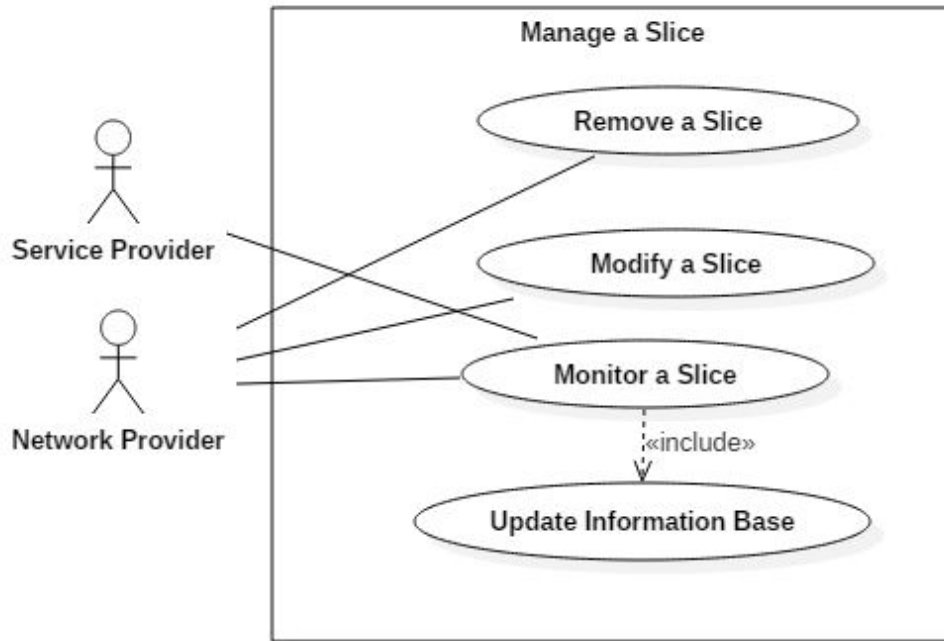 Manage a Slice
Remove a Slice
Service Provider
Modify a Slice
Monitor a Slice
Network Provider
«include»
Update Information Base